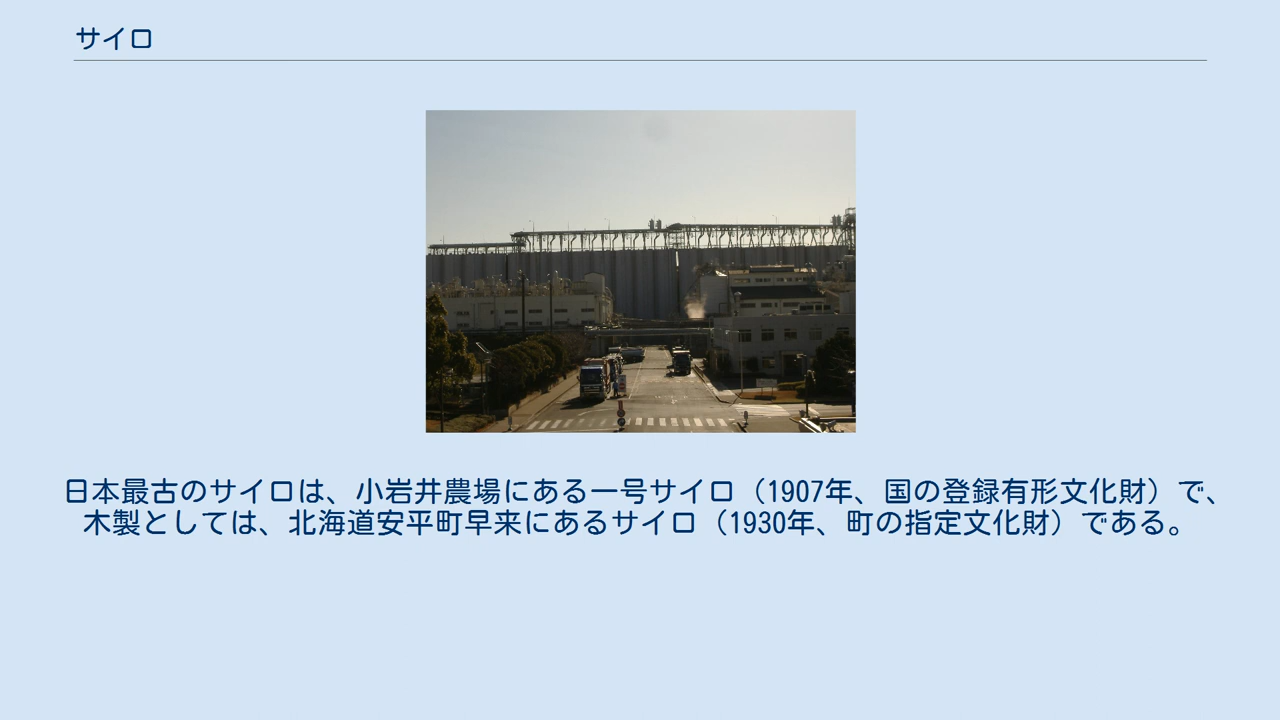 サイロ
日本最古のサイロは、小岩井農場にある一号サイロ（1907年、国の登録有形文化財）で、
木製としては、北海道安平町早来にあるサイロ（1930年、町の指定文化財）である。